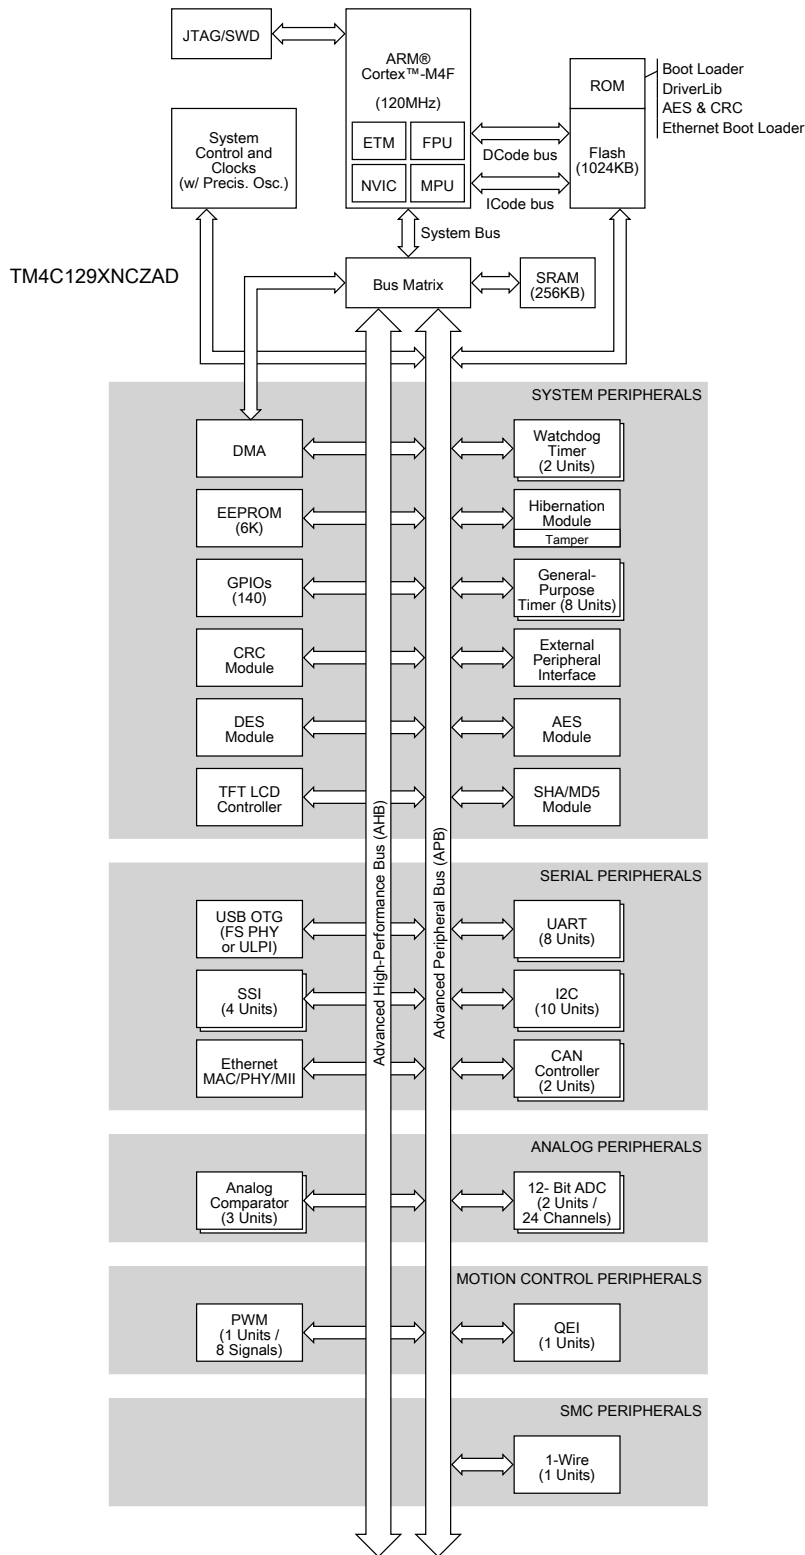 JTAG/SWD
ARM®
Cortex™-M4F
(120MHz)
ETM
FPU
NVIC
MPU
ROM
Boot Loader
DriverLib
AES & CRC
Ethernet Boot Loader
Flash
(1024KB)
DCode bus
ICode bus
System
Control and
Clocks
(w/ Precis. Osc.)
System Bus
TM4C129XNCZAD
Bus Matrix
SRAM
(256KB)
SYSTEM PERIPHERALS
DMA
Watchdog
Timer
(2 Units)
EEPROM
(6K)
Hibernation
Module
Tamper
GPIOs
(140)
General-
Purpose
Timer (8 Units)
CRC
Module
External
Peripheral
Interface
DES
Module
AES
Module
TFT LCD
Controller
SHA/MD5
Module
Advanced High-Performance Bus (AHB)
Advanced Peripheral Bus (APB)
SERIAL PERIPHERALS
USB OTG
(FS PHY
or ULPI)
UART
(8 Units)
SSI
(4 Units)
I2C
(10 Units)
Ethernet
MAC/PHY/MII
CAN
Controller
(2 Units)
ANALOG PERIPHERALS
Analog
Comparator
(3 Units)
12- Bit ADC
(2 Units /
24 Channels)
MOTION CONTROL PERIPHERALS
PWM
(1 Units /
8 Signals)
QEI
(1 Units)
SMC PERIPHERALS
1-Wire
(1 Units)